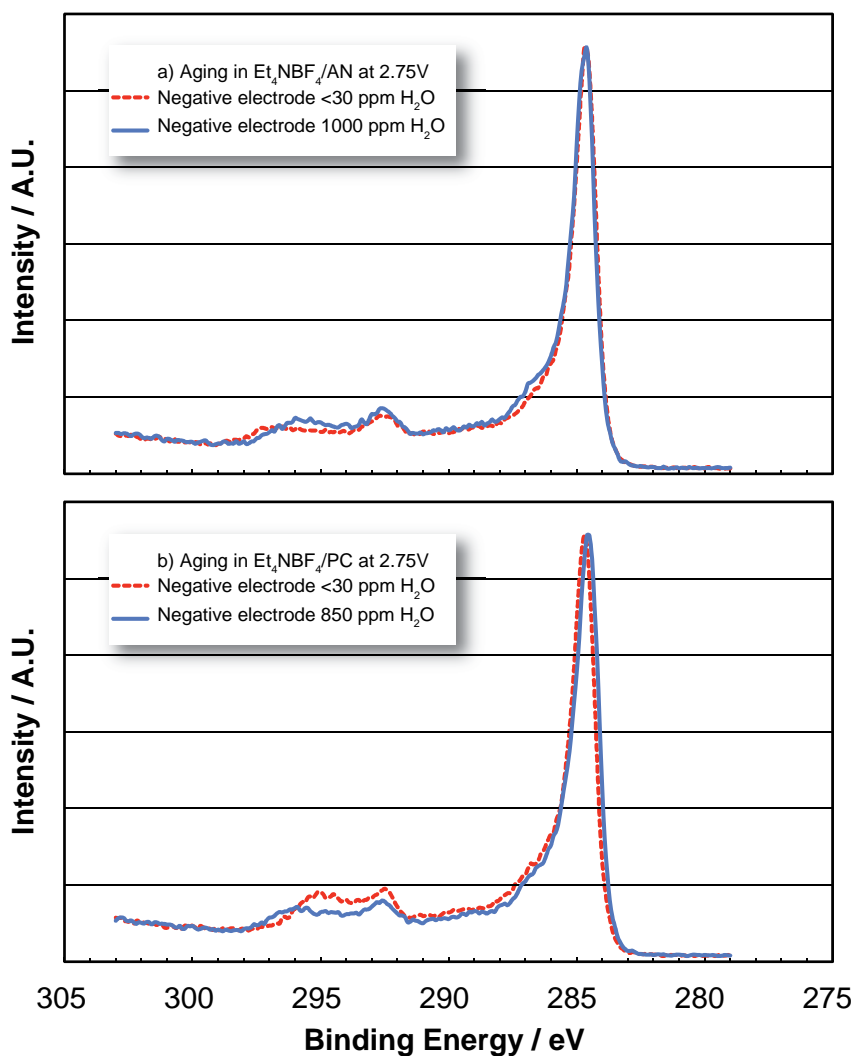 a) Aging in Et₄NBF₄/AN at 2.75V
Negative electrode <30 ppm H₂O
Negative electrode 1000 ppm H₂O
Intensity / A.U.
b) Aging in Et₄NBF₄/PC at 2.75V
Negative electrode <30 ppm H₂O
Negative electrode 850 ppm H₂O
Intensity / A.U.
305 300 295 290 285 280 275
Binding Energy / eV